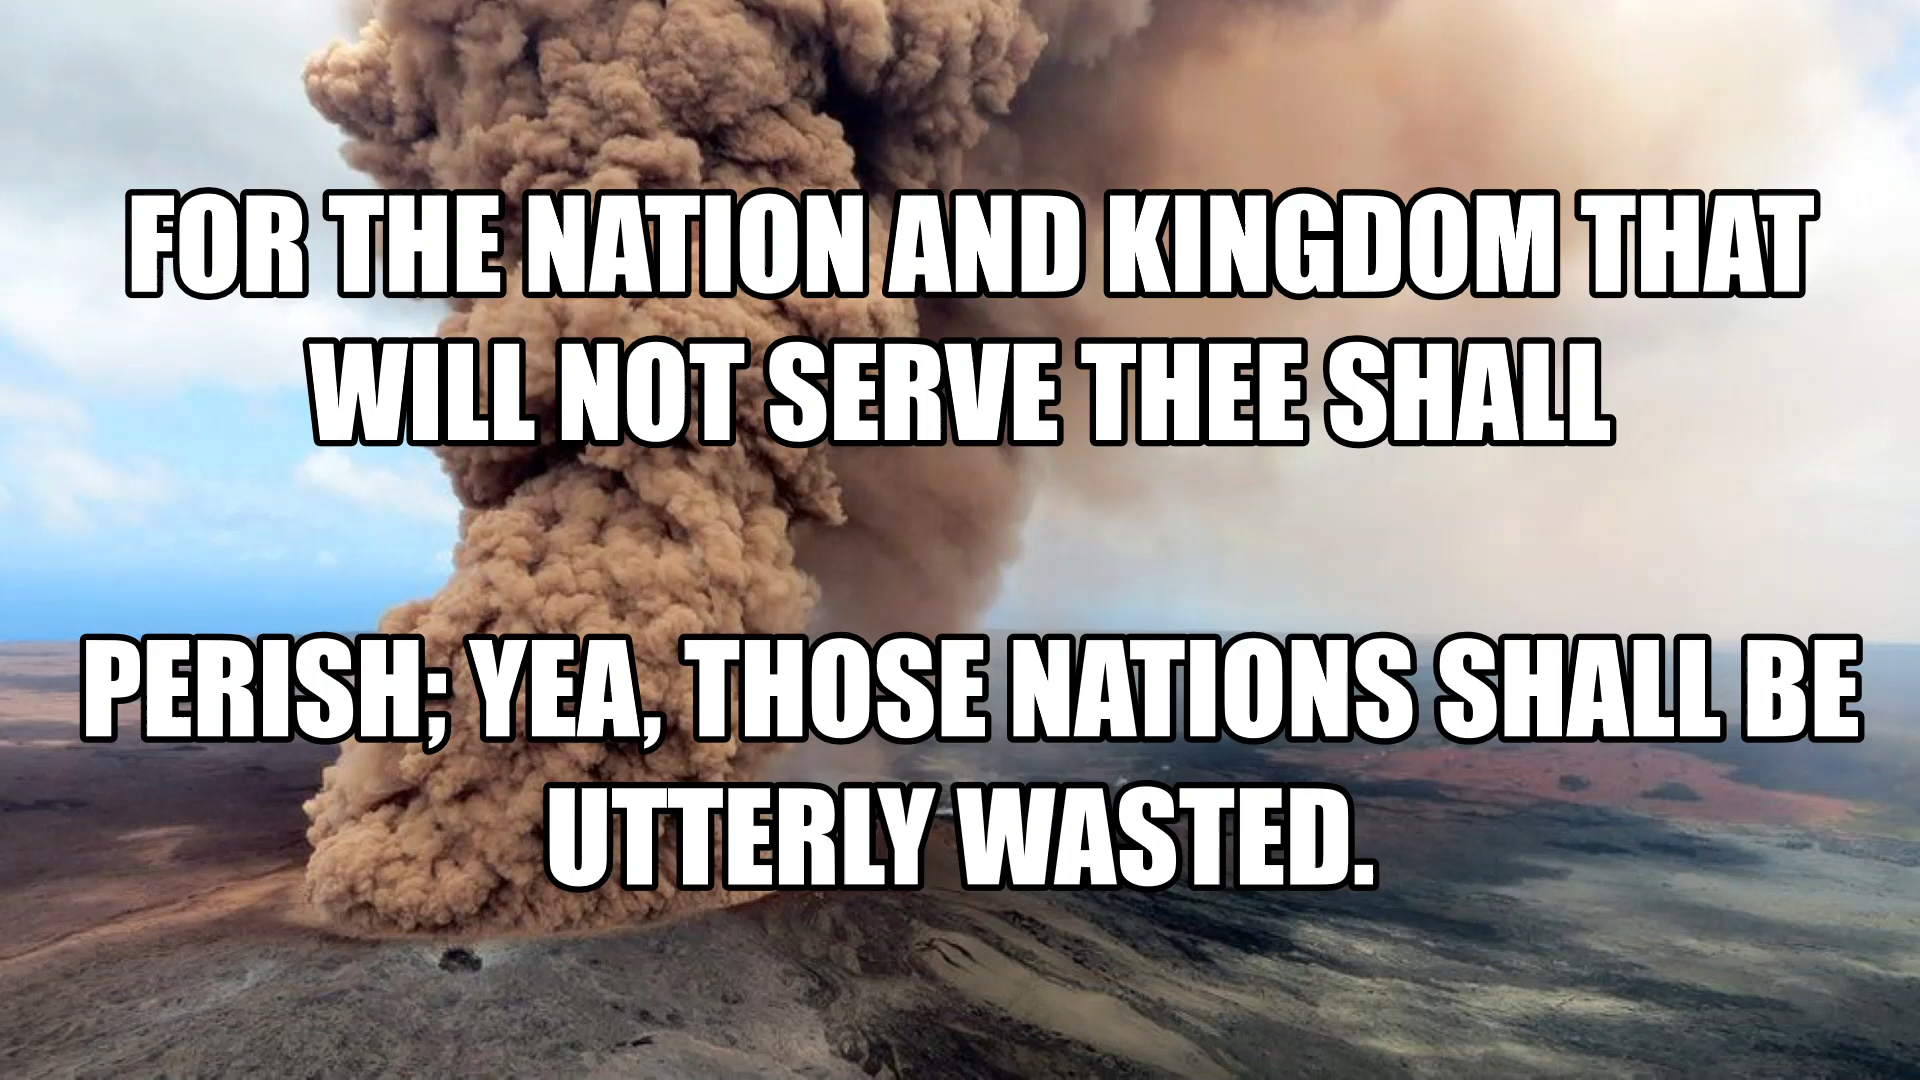 FOR THE NATION AND KINGDOM THAT
WILL NOT SERVE THEE SHALL
PERISH; YEA, THOSE NATIONS SHALL BE
UTTERLY WASTED.